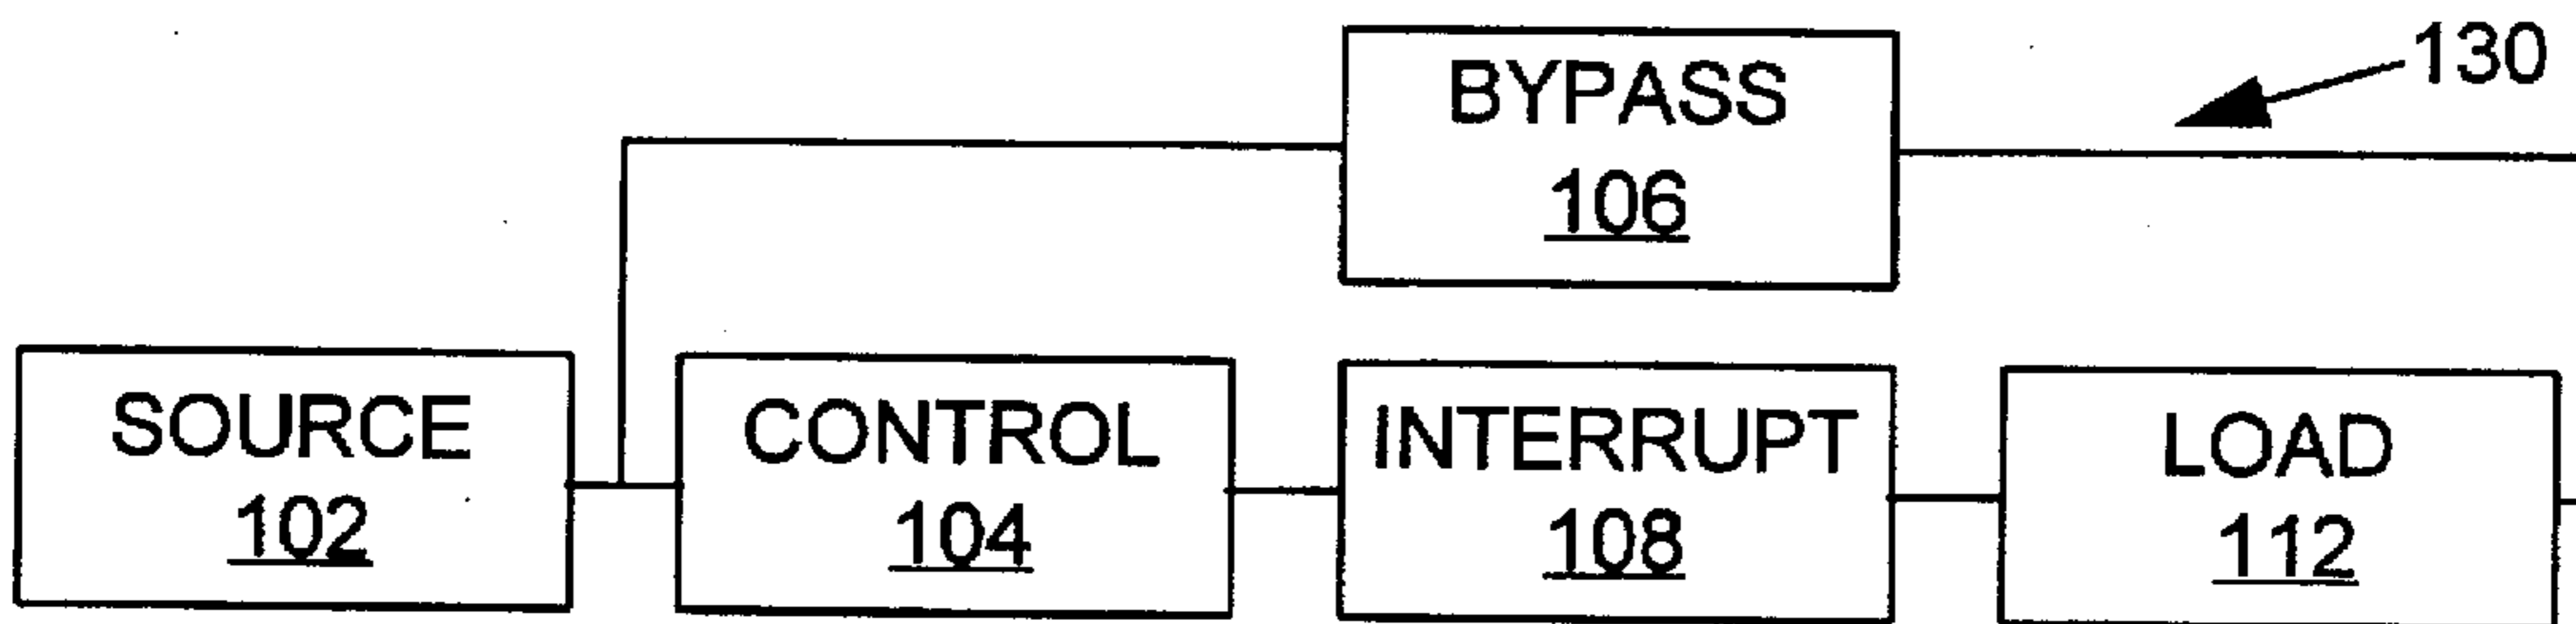 BYPASS
106
130
SOURCE
102
CONTROL
104
INTERRUPT
108
LOAD
112